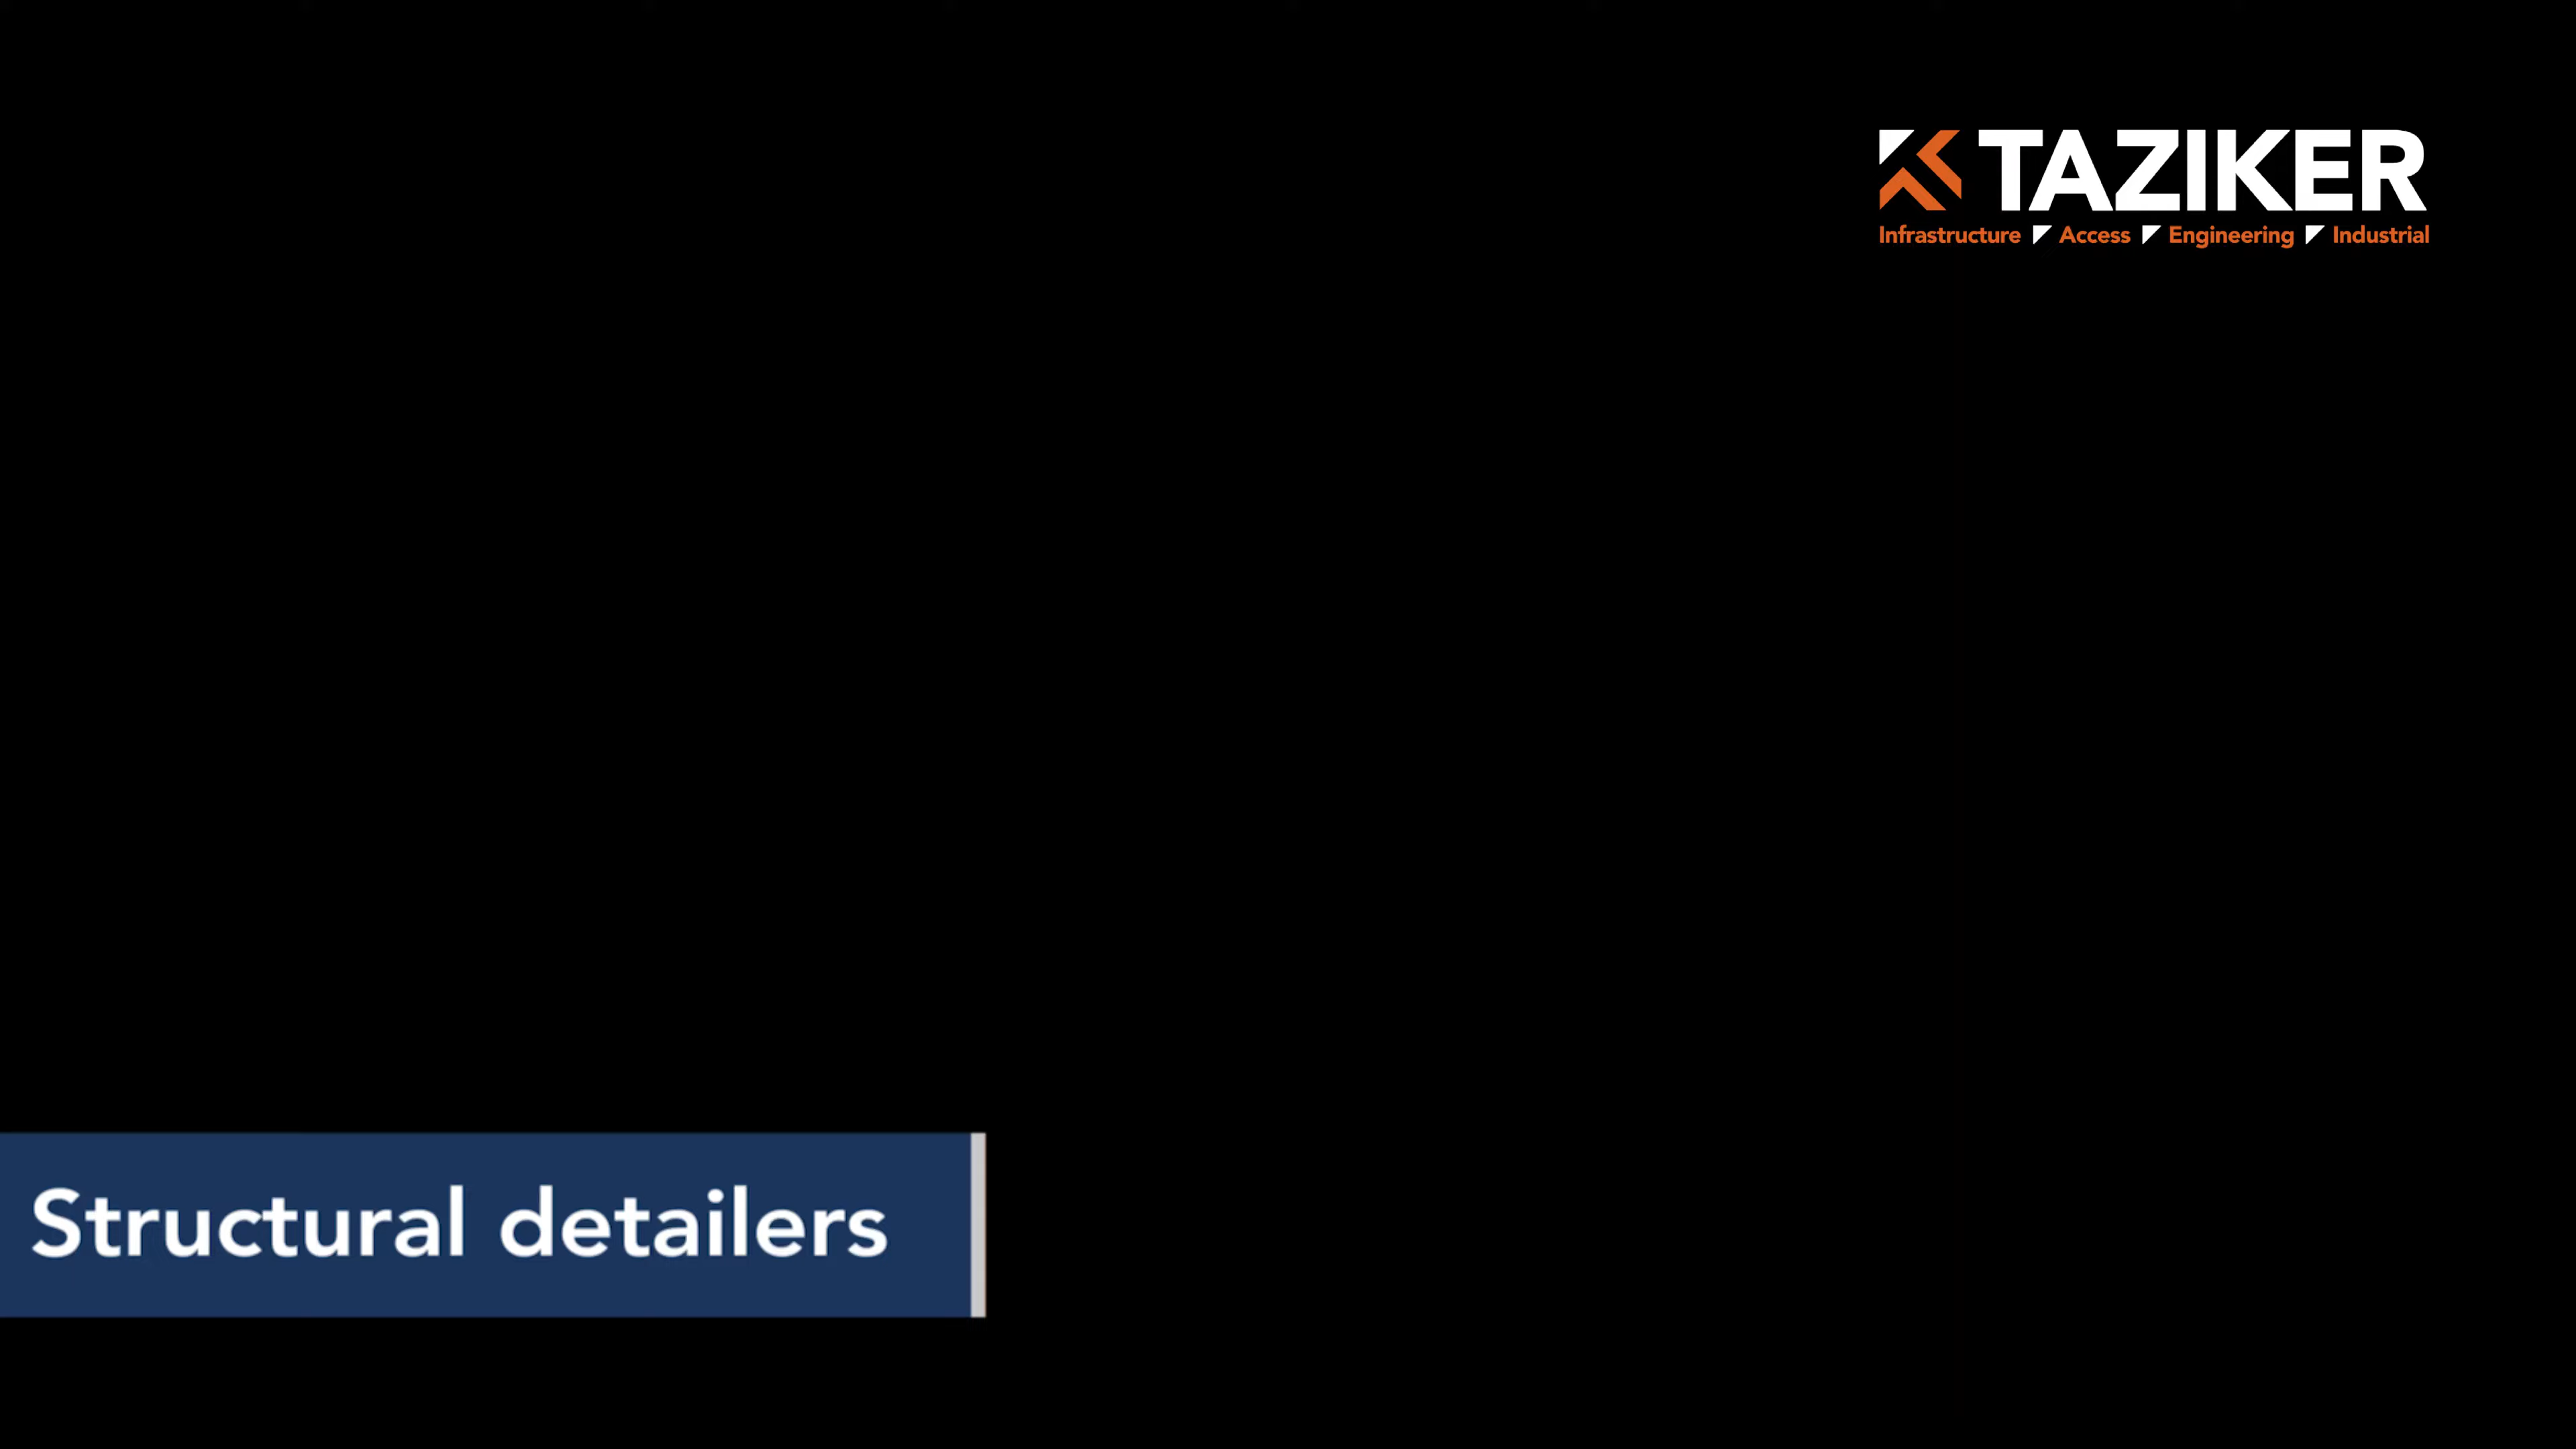 TAZIKER
Infrastructure Access Engineering Industrial
Structural detailers